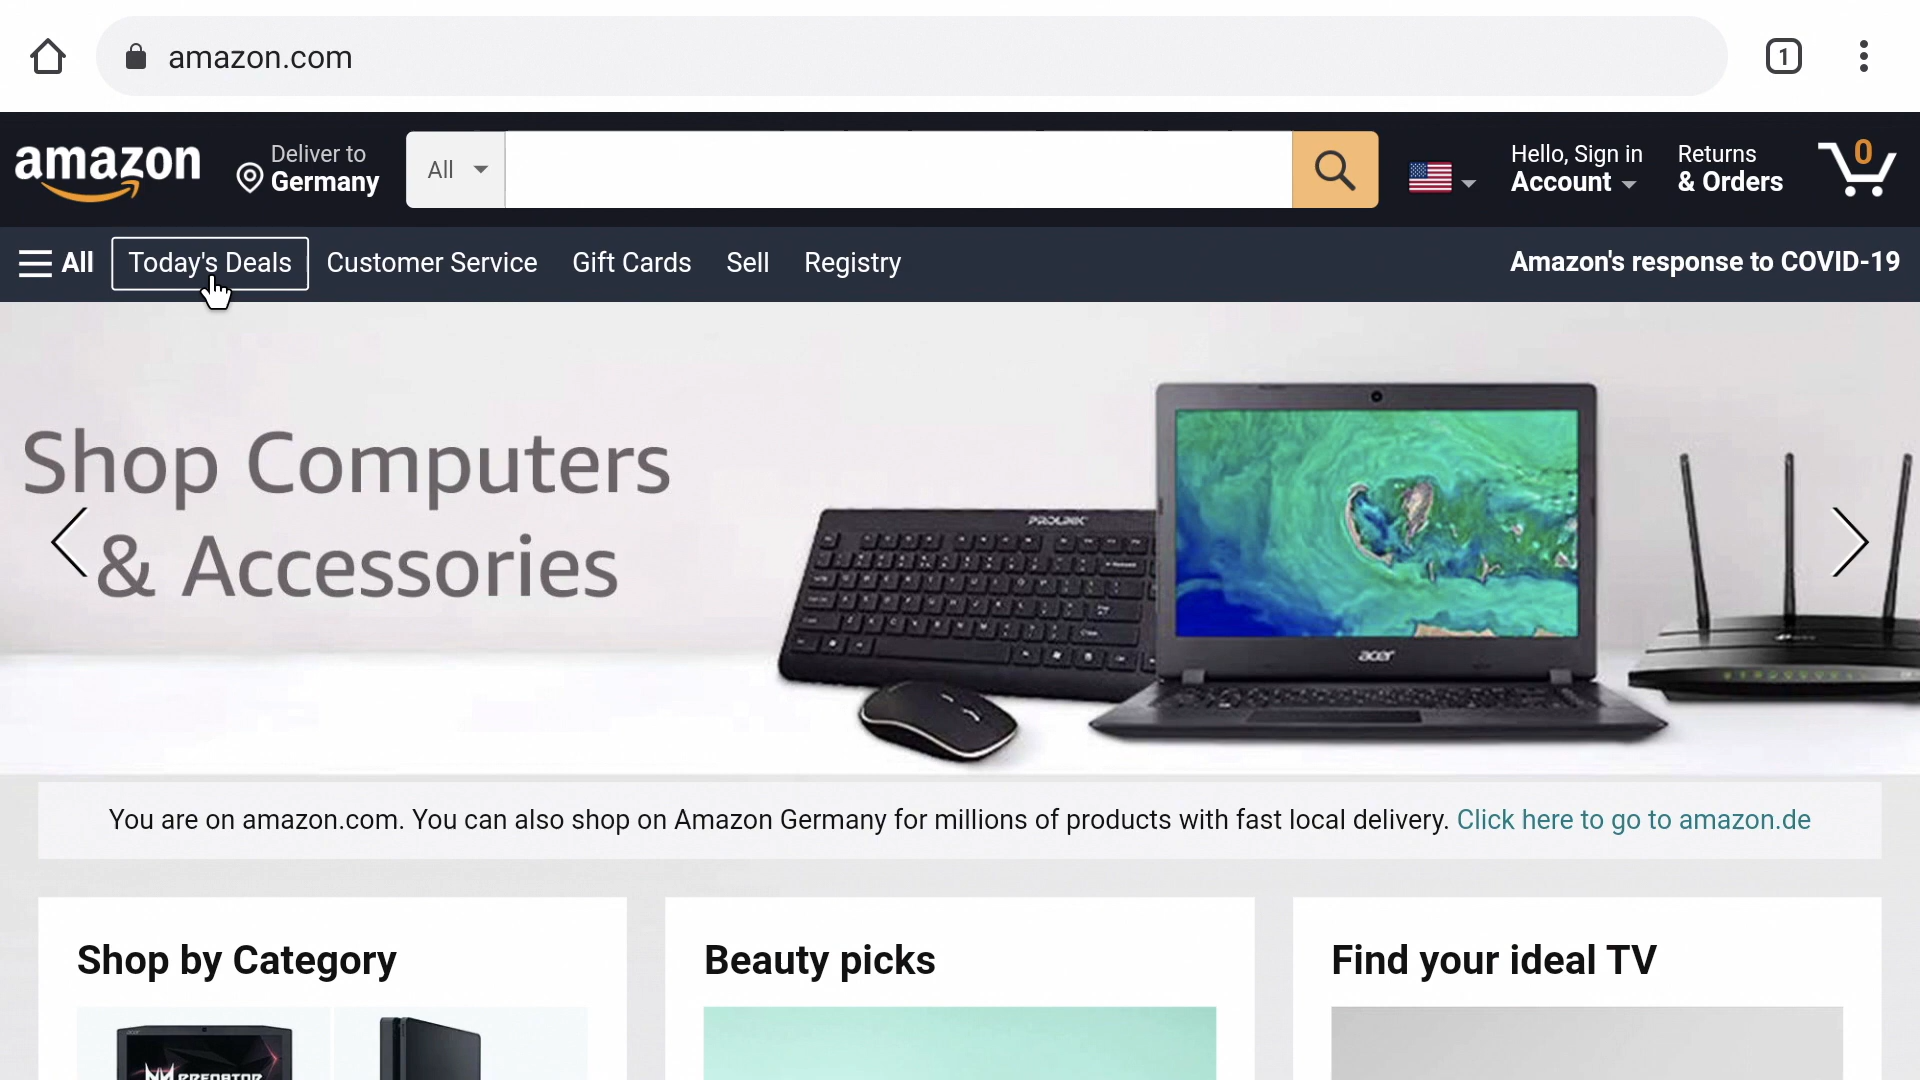 amazon.com
1
amazon
Deliver to
Germany
All
Hello, Sign in
Account
Returns
& Orders
0
All
Today's Deals
Customer Service
Gift Cards
Sell
Registry
Amazon's response to COVID-19
Shop Computers
& Accessories
PROLINK
acer
You are on amazon.com. You can also shop on Amazon Germany for millions of products with fast local delivery. Click here to go to amazon.de
Shop by Category
Beauty picks
Find your ideal TV
PREDATOR